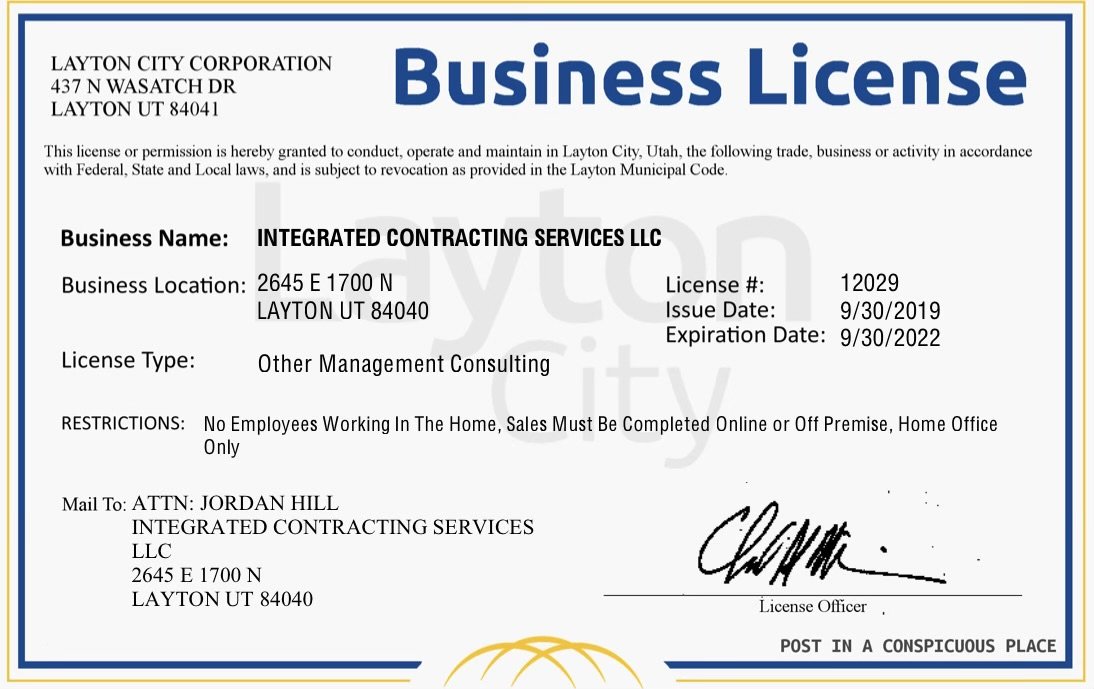 LAYTON CITY CORPORATION
437 N WASATCH DR
LAYTON UT 84041
Business License
This license or permission is hereby granted to conduct, operate and maintain in Layton City, Utah, the following trade, business or activity in accordance
with Federal, State and Local laws, and is subject to revocation as provided in the Layton Municipal Code.
Layton
City
Business Name: INTEGRATED CONTRACTING SERVICES LLC
Business Location: 2645 E 1700 N
LAYTON UT 84040
License #: 12029
Issue Date: 9/30/2019
Expiration Date: 9/30/2022
License Type: Other Management Consulting
RESTRICTIONS: No Employees Working In The Home, Sales Must Be Completed Online or Off Premise, Home Office
Only
Mail To: ATTN: JORDAN HILL
INTEGRATED CONTRACTING SERVICES
LLC
2645 E 1700 N
LAYTON UT 84040
License Officer
POST IN A CONSPICUOUS PLACE